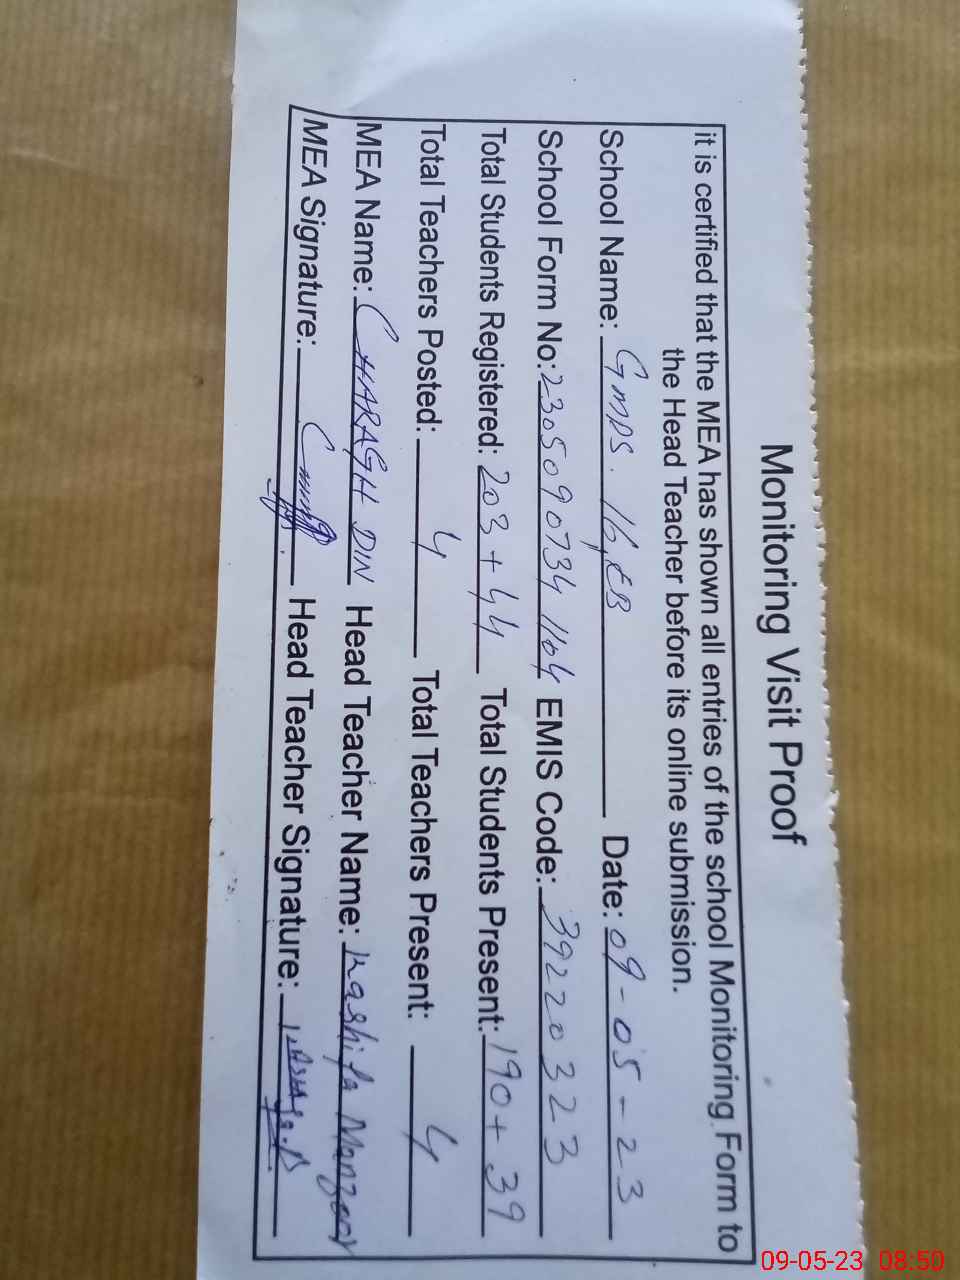 Monitoring Visit Proof
it is certified that the MEA has shown all entries of the school Monitoring Form to
the Head Teacher before its online submission.
School Name: GMPS. 16/EB Date: 09-05-23
School Form No: 23050907341104 EMIS Code: 39220323
Total Students Registered: 203+44 Total Students Present: 190+39
Total Teachers Posted: 4 Total Teachers Present: 4
MEA Name: CHARAGH DIN Head Teacher Name: Kashifa Manzoor
MEA Signature: Head Teacher Signature:
09-05-23 08:50